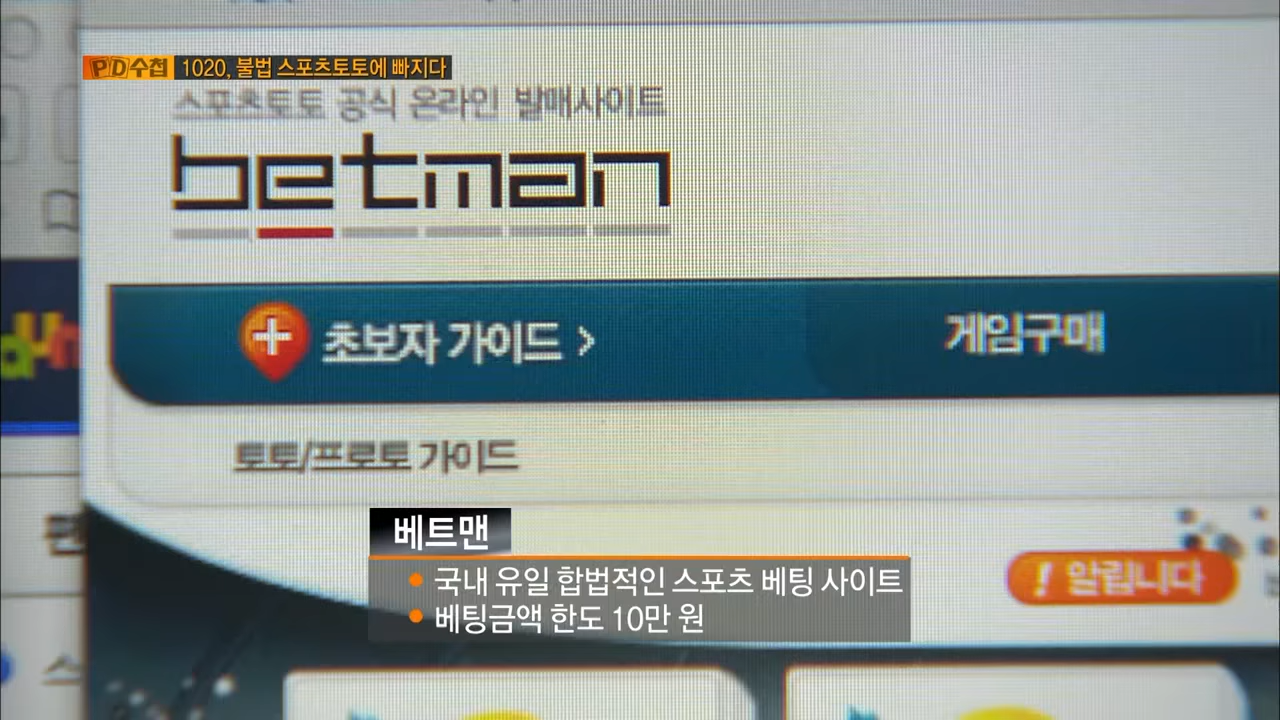 PD수첩 1020, 불법 스포츠토토에 빠지다
스포츠토토 공식 온라인 발매사이트
betman
초보자 가이드 >
게임구매
토토/프로토 가이드
베트맨
! 알립니다
• 국내 유일 합법적인 스포츠 베팅 사이트
• 베팅금액 한도 10만 원